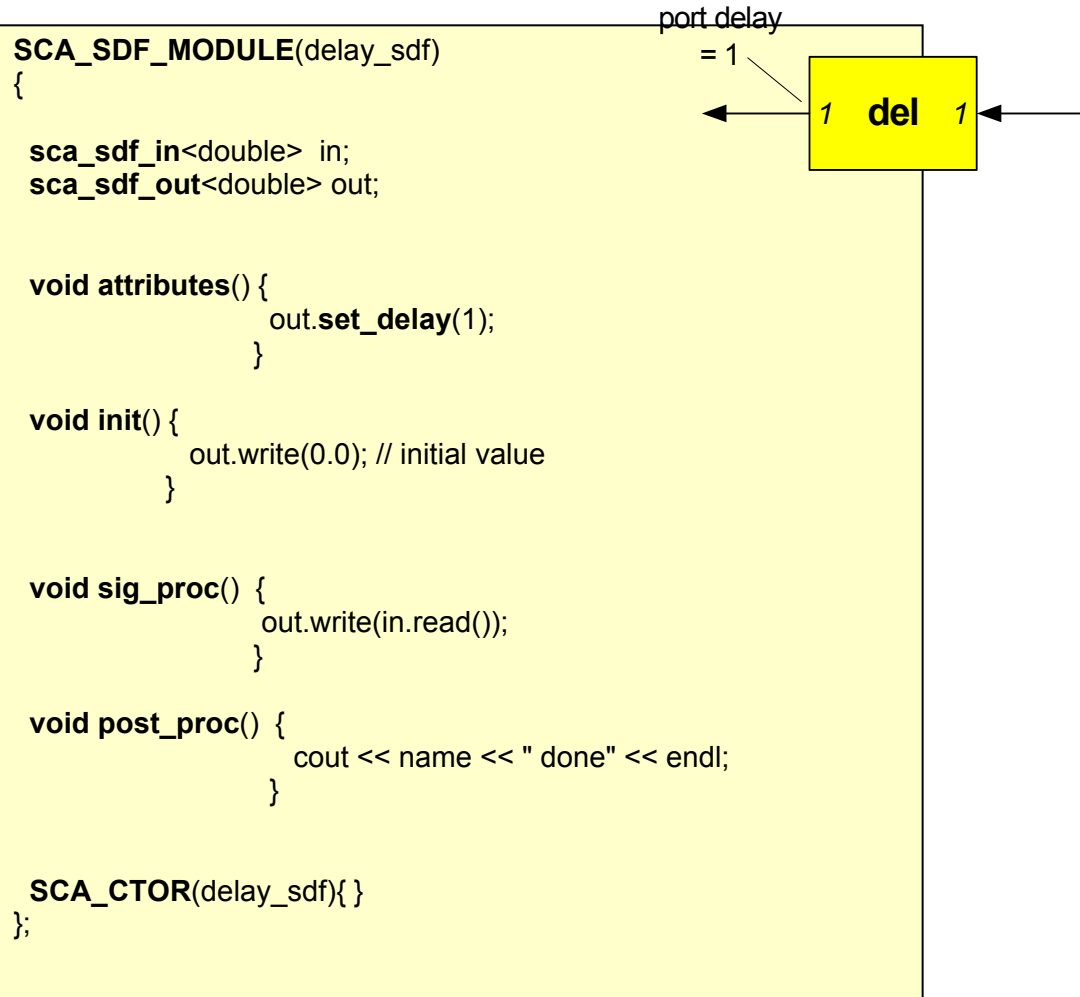 port delay
= 1
1 del 1
SCA_SDF_MODULE(delay_sdf)
{
sca_sdf_in<double> in;
sca_sdf_out<double> out;
void attributes() {
out.set_delay(1);
}
void init() {
out.write(0.0); // initial value
}
void sig_proc() {
out.write(in.read());
}
void post_proc() {
cout << name << " done" << endl;
}
SCA_CTOR(delay_sdf){ }
};